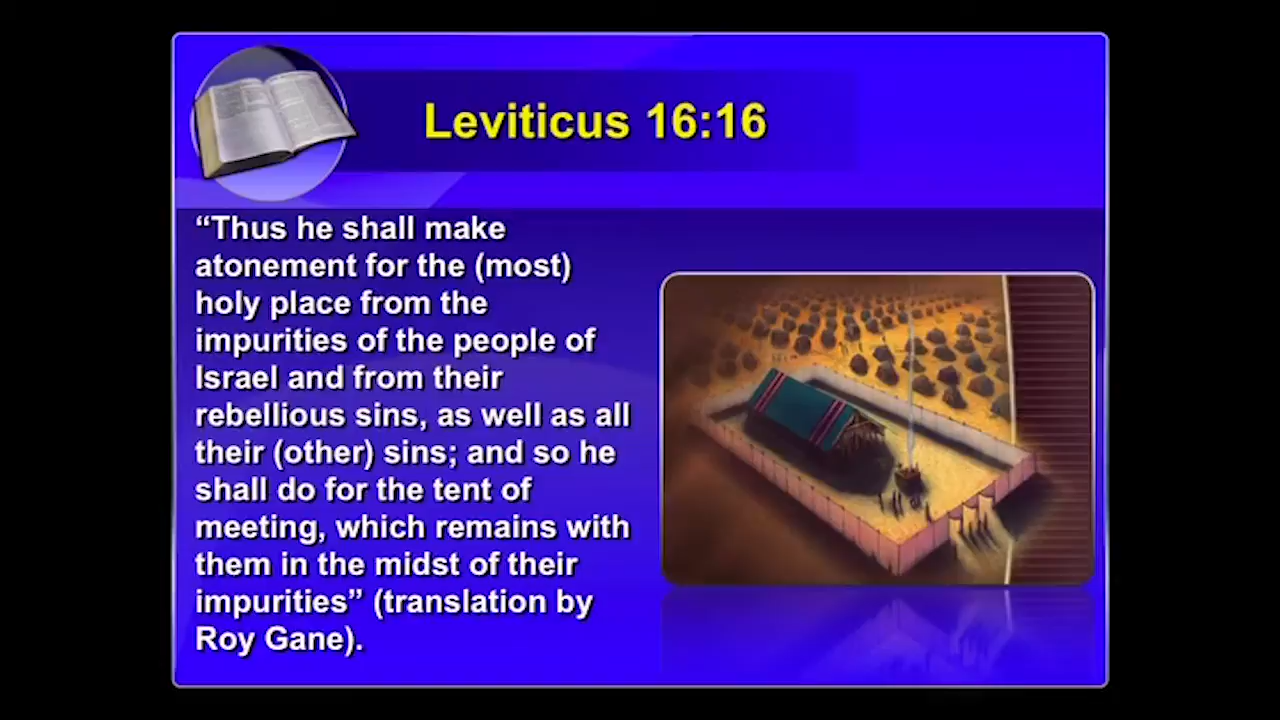 Leviticus 16:16
“Thus he shall make
atonement for the (most)
holy place from the
impurities of the people of
Israel and from their
rebellious sins, as well as all
their (other) sins; and so he
shall do for the tent of
meeting, which remains with
them in the midst of their
impurities” (translation by
Roy Gane).